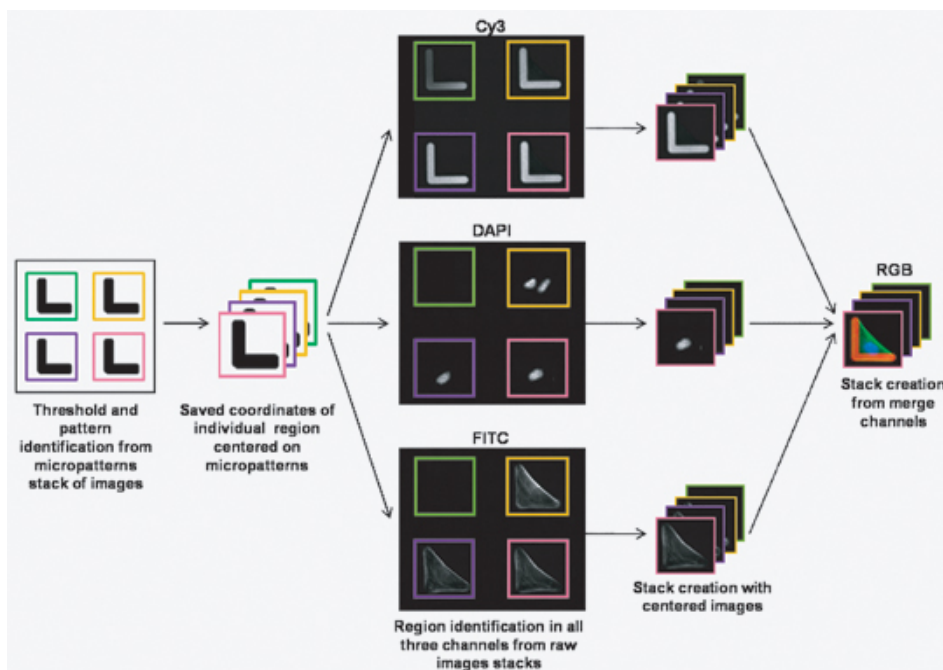 Cy3
DAPI
RGB
Threshold and
pattern
identification from
micropatterns
stack of images
Saved coordinates of
individual region
centered on
micropatterns
Stack creation
from merge
channels
FITC
Region identification in all
three channels from raw
images stacks
Stack creation with
centered images